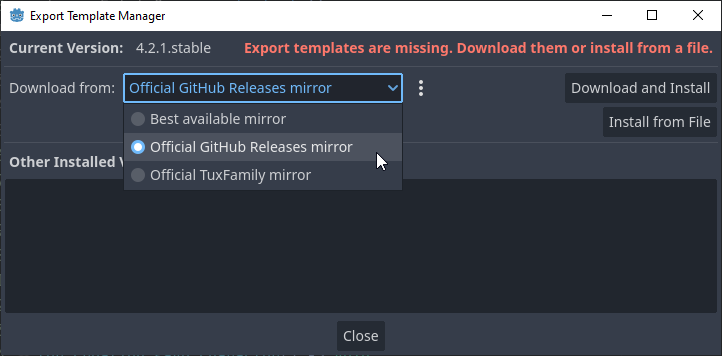 Export Template Manager
Current Version: 4.2.1.stable Export templates are missing. Download them or install from a file.
Download from: Official GitHub Releases mirror Download and Install
Best available mirror
Install from File
Official GitHub Releases mirror
Other Installed
Official TuxFamily mirror
Close